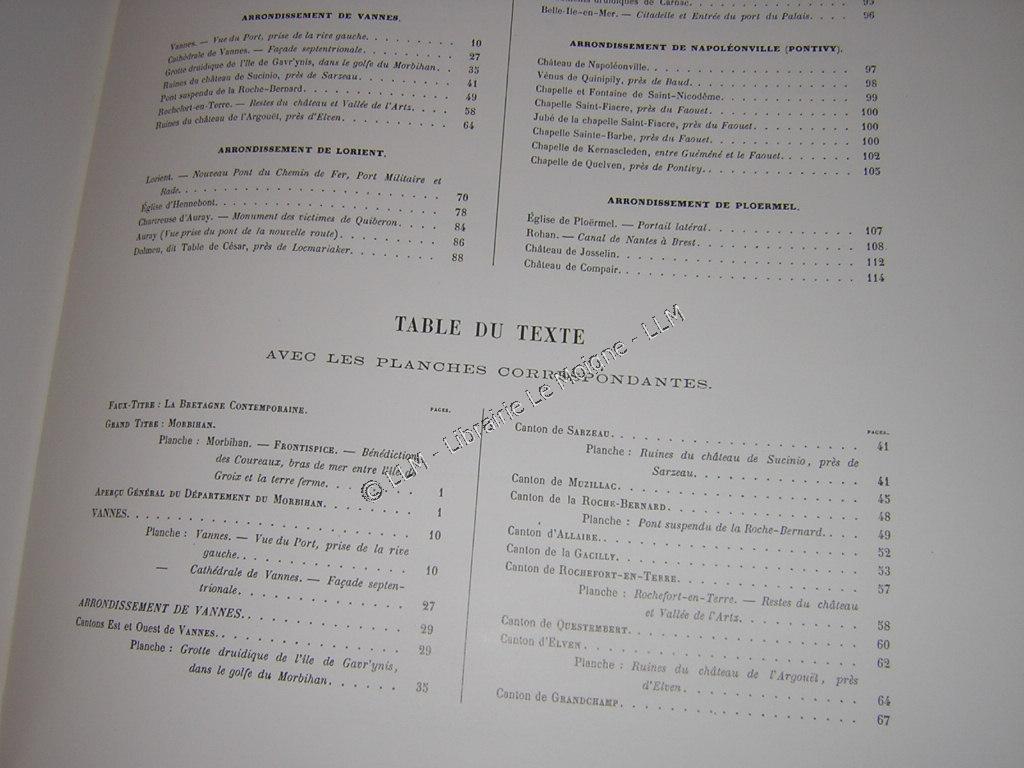 ARRONDISSEMENT DE VANNES.
Vannes. — Vue du Port, prise de la rive gauche. 10
Cathédrale de Vannes. — Façade septentrionale. 27
Grotte druidique de l'île de Gavr'ynis, dans le golfe du Morbihan. 35
Ruines du château de Sucinio, près de Sarzeau. 41
Pont suspendu de la Roche-Bernard. 49
Rochefort-en-Terre. — Restes du château et Vallée de l'Artz. 58
Ruines du château de l'Argouët, près d'Elven. 64
ARRONDISSEMENT DE LORIENT.
Lorient. — Nouveau Pont du Chemin de Fer, Port Militaire et
Rade. 70
Église d'Hennebont. 78
Chartreuse d'Auray. — Monument des victimes de Quiberon. 84
Auray (Vue prise du pont de la nouvelle route). 86
Dolmen, dit Table de César, près de Locmariaker. 88
druidiques de Carnac. 95
Belle-Ile-en-Mer. — Citadelle et Entrée du port du Palais. 96
ARRONDISSEMENT DE NAPOLÉONVILLE (PONTIVY).
Château de Napoléonville. 97
Vénus de Quinipily, près de Baud. 98
Chapelle et Fontaine de Saint-Nicodème. 99
Chapelle Saint-Fiacre, près du Faouet. 100
Jubé de la chapelle Saint-Fiacre, près du Faouet. 100
Chapelle Sainte-Barbe, près du Faouet. 100
Chapelle de Kernascleden, entre Guéméné et le Faouet. 102
Chapelle de Quelven, près de Pontivy. 105
ARRONDISSEMENT DE PLOERMEL.
Église de Ploërmel. — Portail latéral. 107
Rohan. — Canal de Nantes à Brest. 108
Château de Josselin. 112
Château de Compair. 114
TABLE DU TEXTE
AVEC LES PLANCHES CORRESPONDANTES.
PAGES.
FAUX-TITRE : LA BRETAGNE CONTEMPORAINE.
GRAND TITRE : MORBIHAN.
Planche : Morbihan. — FRONTISPICE. — Bénédiction
des Coureaux, bras de mer entre l'île de
Groix et la terre ferme. 1
APERÇU GÉNÉRAL DU DÉPARTEMENT DU MORBIHAN. 1
VANNES. 10
Planche : Vannes. — Vue du Port, prise de la rive
gauche. 10
— Cathédrale de Vannes. — Façade septen-
trionale. 27
ARRONDISSEMENT DE VANNES. 29
Cantons Est et Ouest de VANNES. 29
Planche : Grotte druidique de l'île de Gavr'ynis,
dans le golfe du Morbihan. 35
PAGES.
Canton de SARZEAU. 41
Planche : Ruines du château de Sucinio, près de
Sarzeau. 41
Canton de MUZILLAC. 45
Canton de la ROCHE-BERNARD. 48
Planche : Pont suspendu de la Roche-Bernard. 49
Canton d'ALLAIRE. 52
Canton de la GACILLY. 53
Canton de ROCHEFORT-EN-TERRE. 57
Planche : Rochefort-en-Terre. — Restes du château
et Vallée de l'Artz. 58
Canton de QUESTEMBERT. 60
Canton d'ELVEN. 62
Planche : Ruines du château de l'Argouët, près
d'Elven. 64
Canton de GRANDCHAMP. 67
© LLM - Librairie Le Moigne - LLM